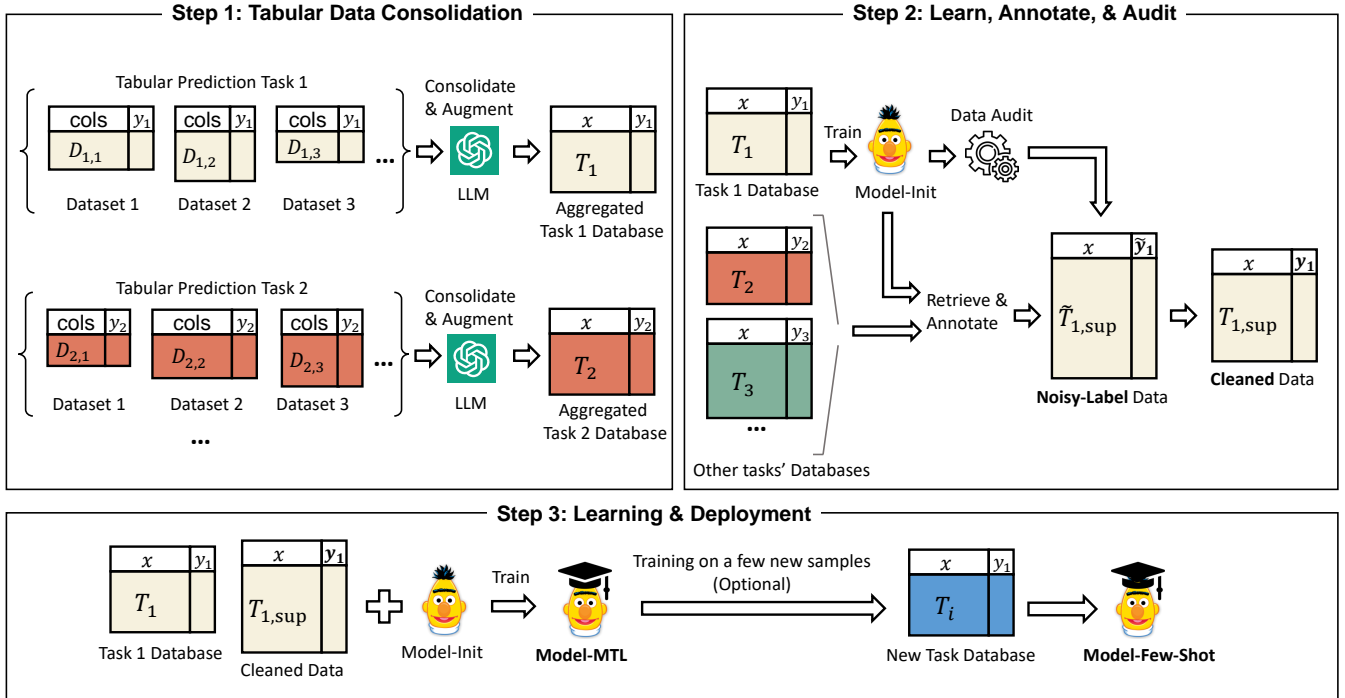 Step 1: Tabular Data Consolidation
Tabular Prediction Task 1
cols y₁
D₁,₁
Dataset 1
cols y₁
D₁,₂
Dataset 2
cols y₁
D₁,₃
Dataset 3
...
Consolidate
& Augment
LLM
x y₁
T₁
Aggregated
Task 1 Database
Tabular Prediction Task 2
cols y₂
D₂,₁
Dataset 1
cols y₂
D₂,₂
Dataset 2
cols y₂
D₂,₃
Dataset 3
...
...
Consolidate
& Augment
LLM
x y₂
T₂
Aggregated
Task 2 Database
Step 2: Learn, Annotate, & Audit
x y₁
T₁
Task 1 Database
Train
Model-Init
Data Audit
x y₂
T₂
x y₃
T₃
...
Other tasks’ Databases
Retrieve &
Annotate
x ỹ₁
T̃₁,sup
Noisy-Label Data
x y₁
T₁,sup
Cleaned Data
Step 3: Learning & Deployment
x y₁
T₁
Task 1 Database
x y₁
T₁,sup
Cleaned Data
Model-Init
Train
Model-MTL
Training on a few new samples
(Optional)
x y₁
Tᵢ
New Task Database
Model-Few-Shot